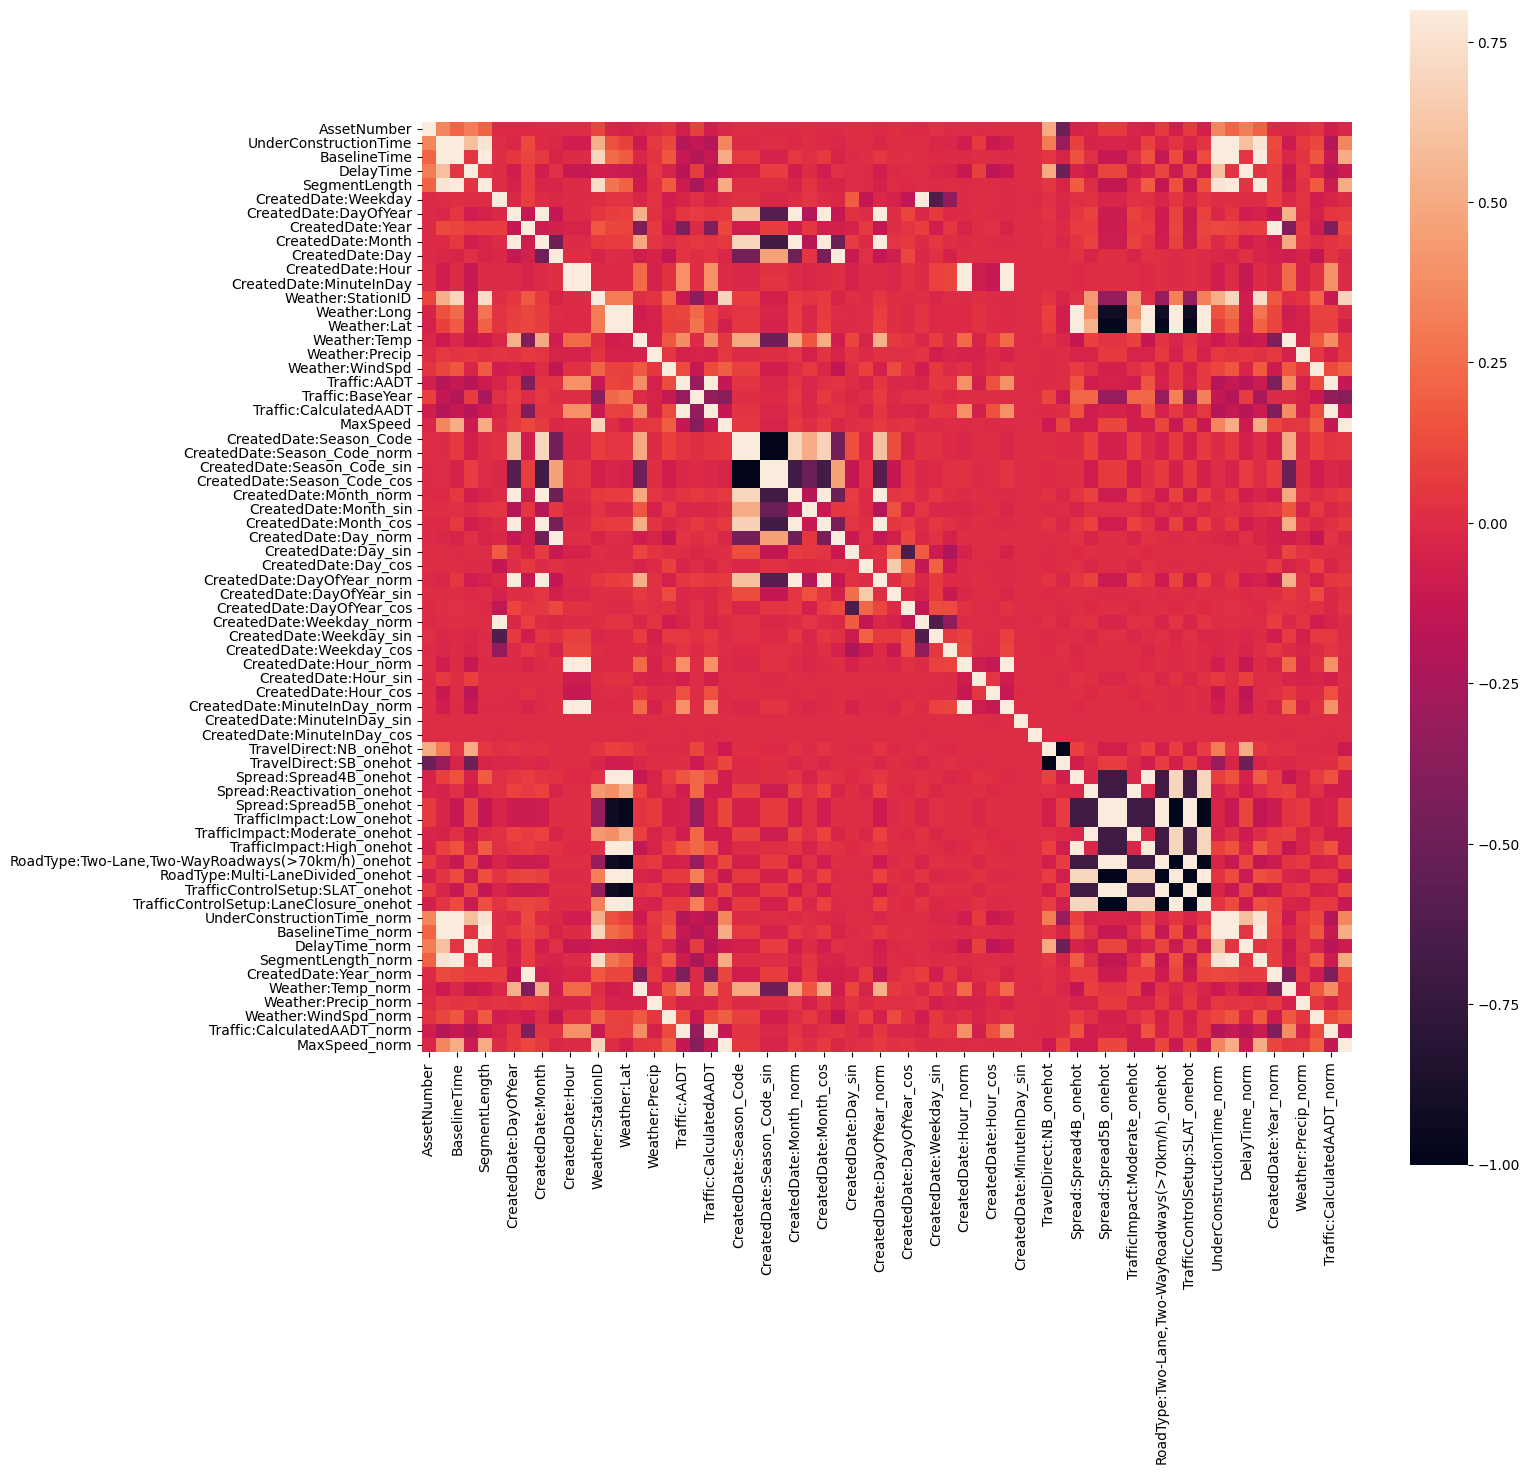 AssetNumber
UnderConstructionTime
BaselineTime
DelayTime
SegmentLength
CreatedDate:Weekday
CreatedDate:DayOfYear
CreatedDate:Year
CreatedDate:Month
CreatedDate:Day
CreatedDate:Hour
CreatedDate:MinuteInDay
Weather:StationID
Weather:Long
Weather:Lat
Weather:Temp
Weather:Precip
Weather:WindSpd
Traffic:AADT
Traffic:BaseYear
Traffic:CalculatedAADT
MaxSpeed
CreatedDate:Season_Code
CreatedDate:Season_Code_norm
CreatedDate:Season_Code_sin
CreatedDate:Season_Code_cos
CreatedDate:Month_norm
CreatedDate:Month_sin
CreatedDate:Month_cos
CreatedDate:Day_norm
CreatedDate:Day_sin
CreatedDate:Day_cos
CreatedDate:DayOfYear_norm
CreatedDate:DayOfYear_sin
CreatedDate:DayOfYear_cos
CreatedDate:Weekday_norm
CreatedDate:Weekday_sin
CreatedDate:Weekday_cos
CreatedDate:Hour_norm
CreatedDate:Hour_sin
CreatedDate:Hour_cos
CreatedDate:MinuteInDay_norm
CreatedDate:MinuteInDay_sin
CreatedDate:MinuteInDay_cos
TravelDirect:NB_onehot
TravelDirect:SB_onehot
Spread:Spread4B_onehot
Spread:Reactivation_onehot
Spread:Spread5B_onehot
TrafficImpact:Low_onehot
TrafficImpact:Moderate_onehot
TrafficImpact:High_onehot
RoadType:Two-Lane,Two-WayRoadways(>70km/h)_onehot
RoadType:Multi-LaneDivided_onehot
TrafficControlSetup:SLAT_onehot
TrafficControlSetup:LaneClosure_onehot
UnderConstructionTime_norm
BaselineTime_norm
DelayTime_norm
SegmentLength_norm
CreatedDate:Year_norm
Weather:Temp_norm
Weather:Precip_norm
Weather:WindSpd_norm
Traffic:CalculatedAADT_norm
MaxSpeed_norm
AssetNumber
BaselineTime
SegmentLength
CreatedDate:DayOfYear
CreatedDate:Month
CreatedDate:Hour
Weather:StationID
Weather:Lat
Weather:Precip
Traffic:AADT
Traffic:CalculatedAADT
CreatedDate:Season_Code
CreatedDate:Season_Code_sin
CreatedDate:Month_norm
CreatedDate:Month_cos
CreatedDate:Day_sin
CreatedDate:DayOfYear_norm
CreatedDate:DayOfYear_cos
CreatedDate:Weekday_sin
CreatedDate:Hour_norm
CreatedDate:Hour_cos
CreatedDate:MinuteInDay_sin
TravelDirect:NB_onehot
Spread:Spread4B_onehot
Spread:Spread5B_onehot
TrafficImpact:Moderate_onehot
RoadType:Two-Lane,Two-WayRoadways(>70km/h)_onehot
TrafficControlSetup:SLAT_onehot
UnderConstructionTime_norm
DelayTime_norm
CreatedDate:Year_norm
Weather:Precip_norm
Traffic:CalculatedAADT_norm
0.75
0.50
0.25
0.00
−0.25
−0.50
−0.75
−1.00